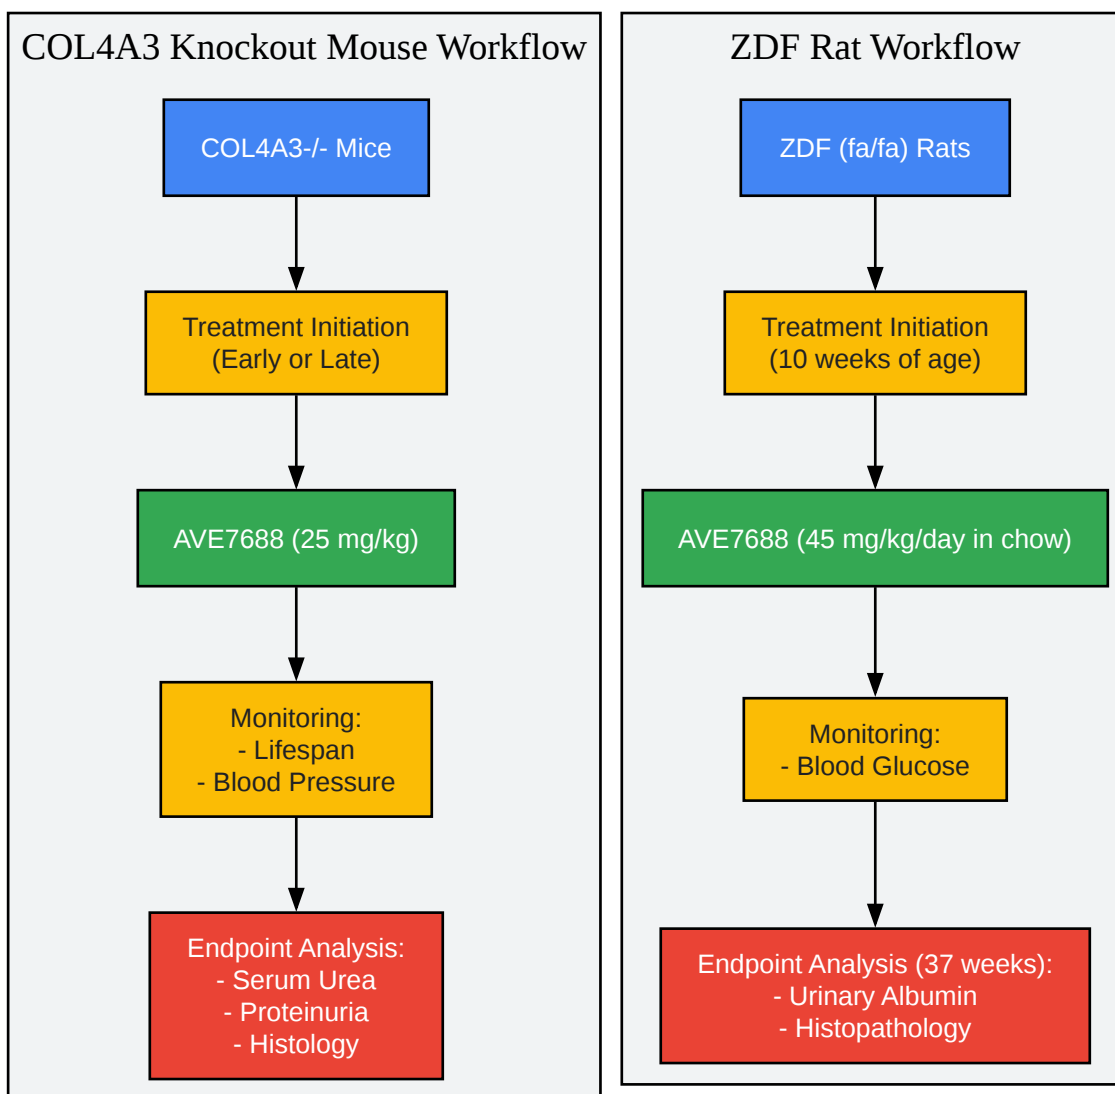 COL4A3 Knockout Mouse Workflow
COL4A3-/- Mice
Treatment Initiation
(Early or Late)
AVE7688 (25 mg/kg)
Monitoring:
- Lifespan
- Blood Pressure
Endpoint Analysis:
- Serum Urea
- Proteinuria
- Histology
ZDF Rat Workflow
ZDF (fa/fa) Rats
Treatment Initiation
(10 weeks of age)
AVE7688 (45 mg/kg/day in chow)
Monitoring:
- Blood Glucose
Endpoint Analysis (37 weeks):
- Urinary Albumin
- Histopathology